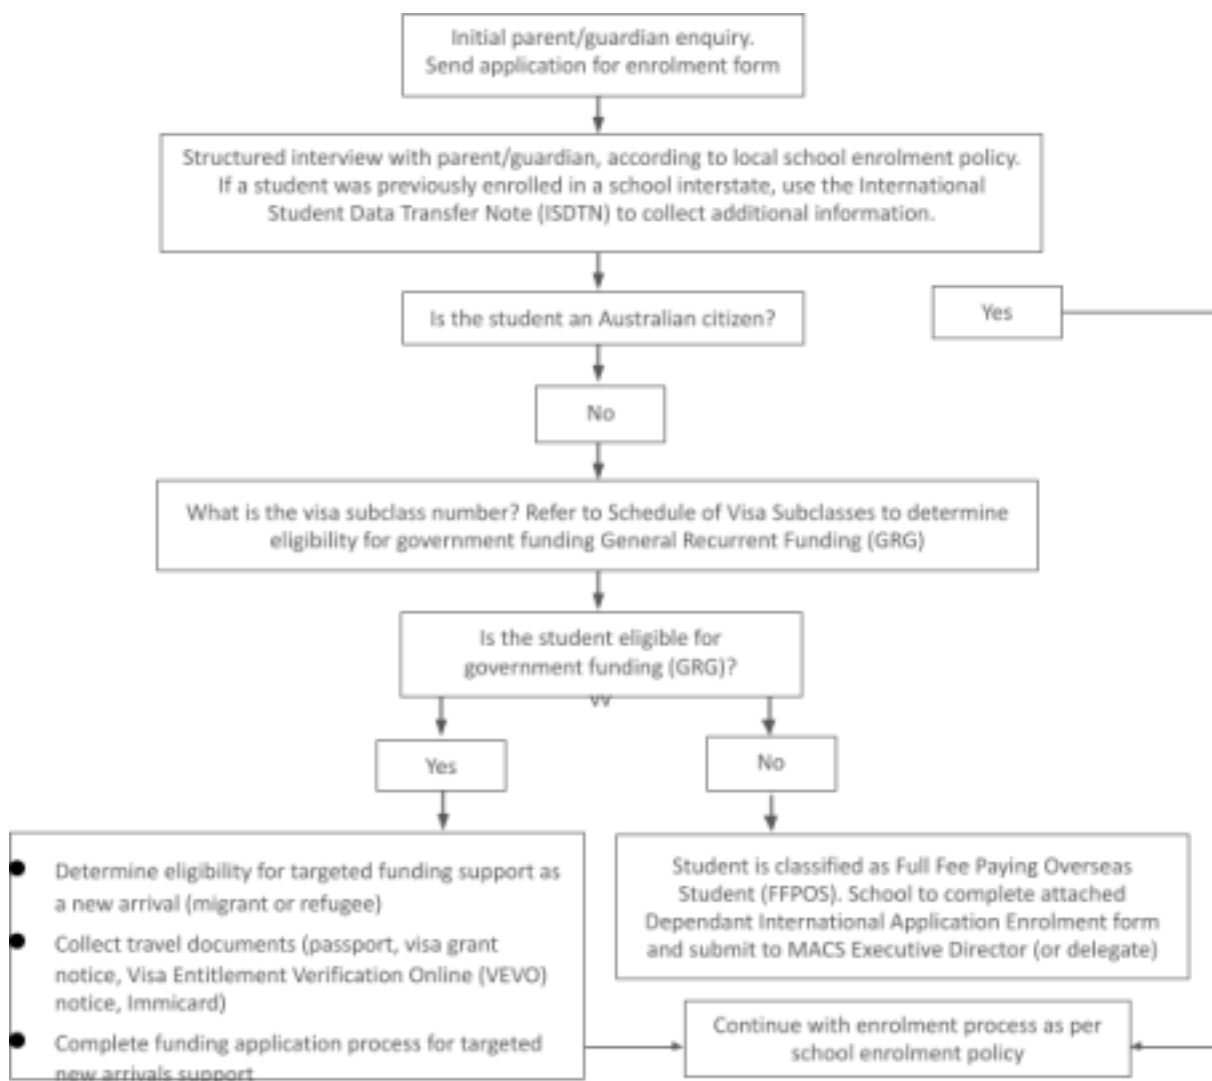 Initial parent/guardian enquiry.
Send application for enrolment form
Structured interview with parent/guardian, according to local school enrolment policy.
If a student was previously enrolled in a school interstate, use the International
Student Data Transfer Note (ISDTN) to collect additional information.
Is the student an Australian citizen?
Yes
No
What is the visa subclass number? Refer to Schedule of Visa Subclasses to determine
eligibility for government funding General Recurrent Funding (GRG)
Is the student eligible for
government funding (GRG)?
Yes
No
Determine eligibility for targeted funding support as
a new arrival (migrant or refugee)
Collect travel documents (passport, visa grant
notice, Visa Entitlement Verification Online (VEVO)
notice, Immicard)
Complete funding application process for targeted
new arrivals support
Student is classified as Full Fee Paying Overseas
Student (FFPOS). School to complete attached
Dependant International Application Enrolment form
and submit to MACS Executive Director (or delegate)
Continue with enrolment process as per
school enrolment policy